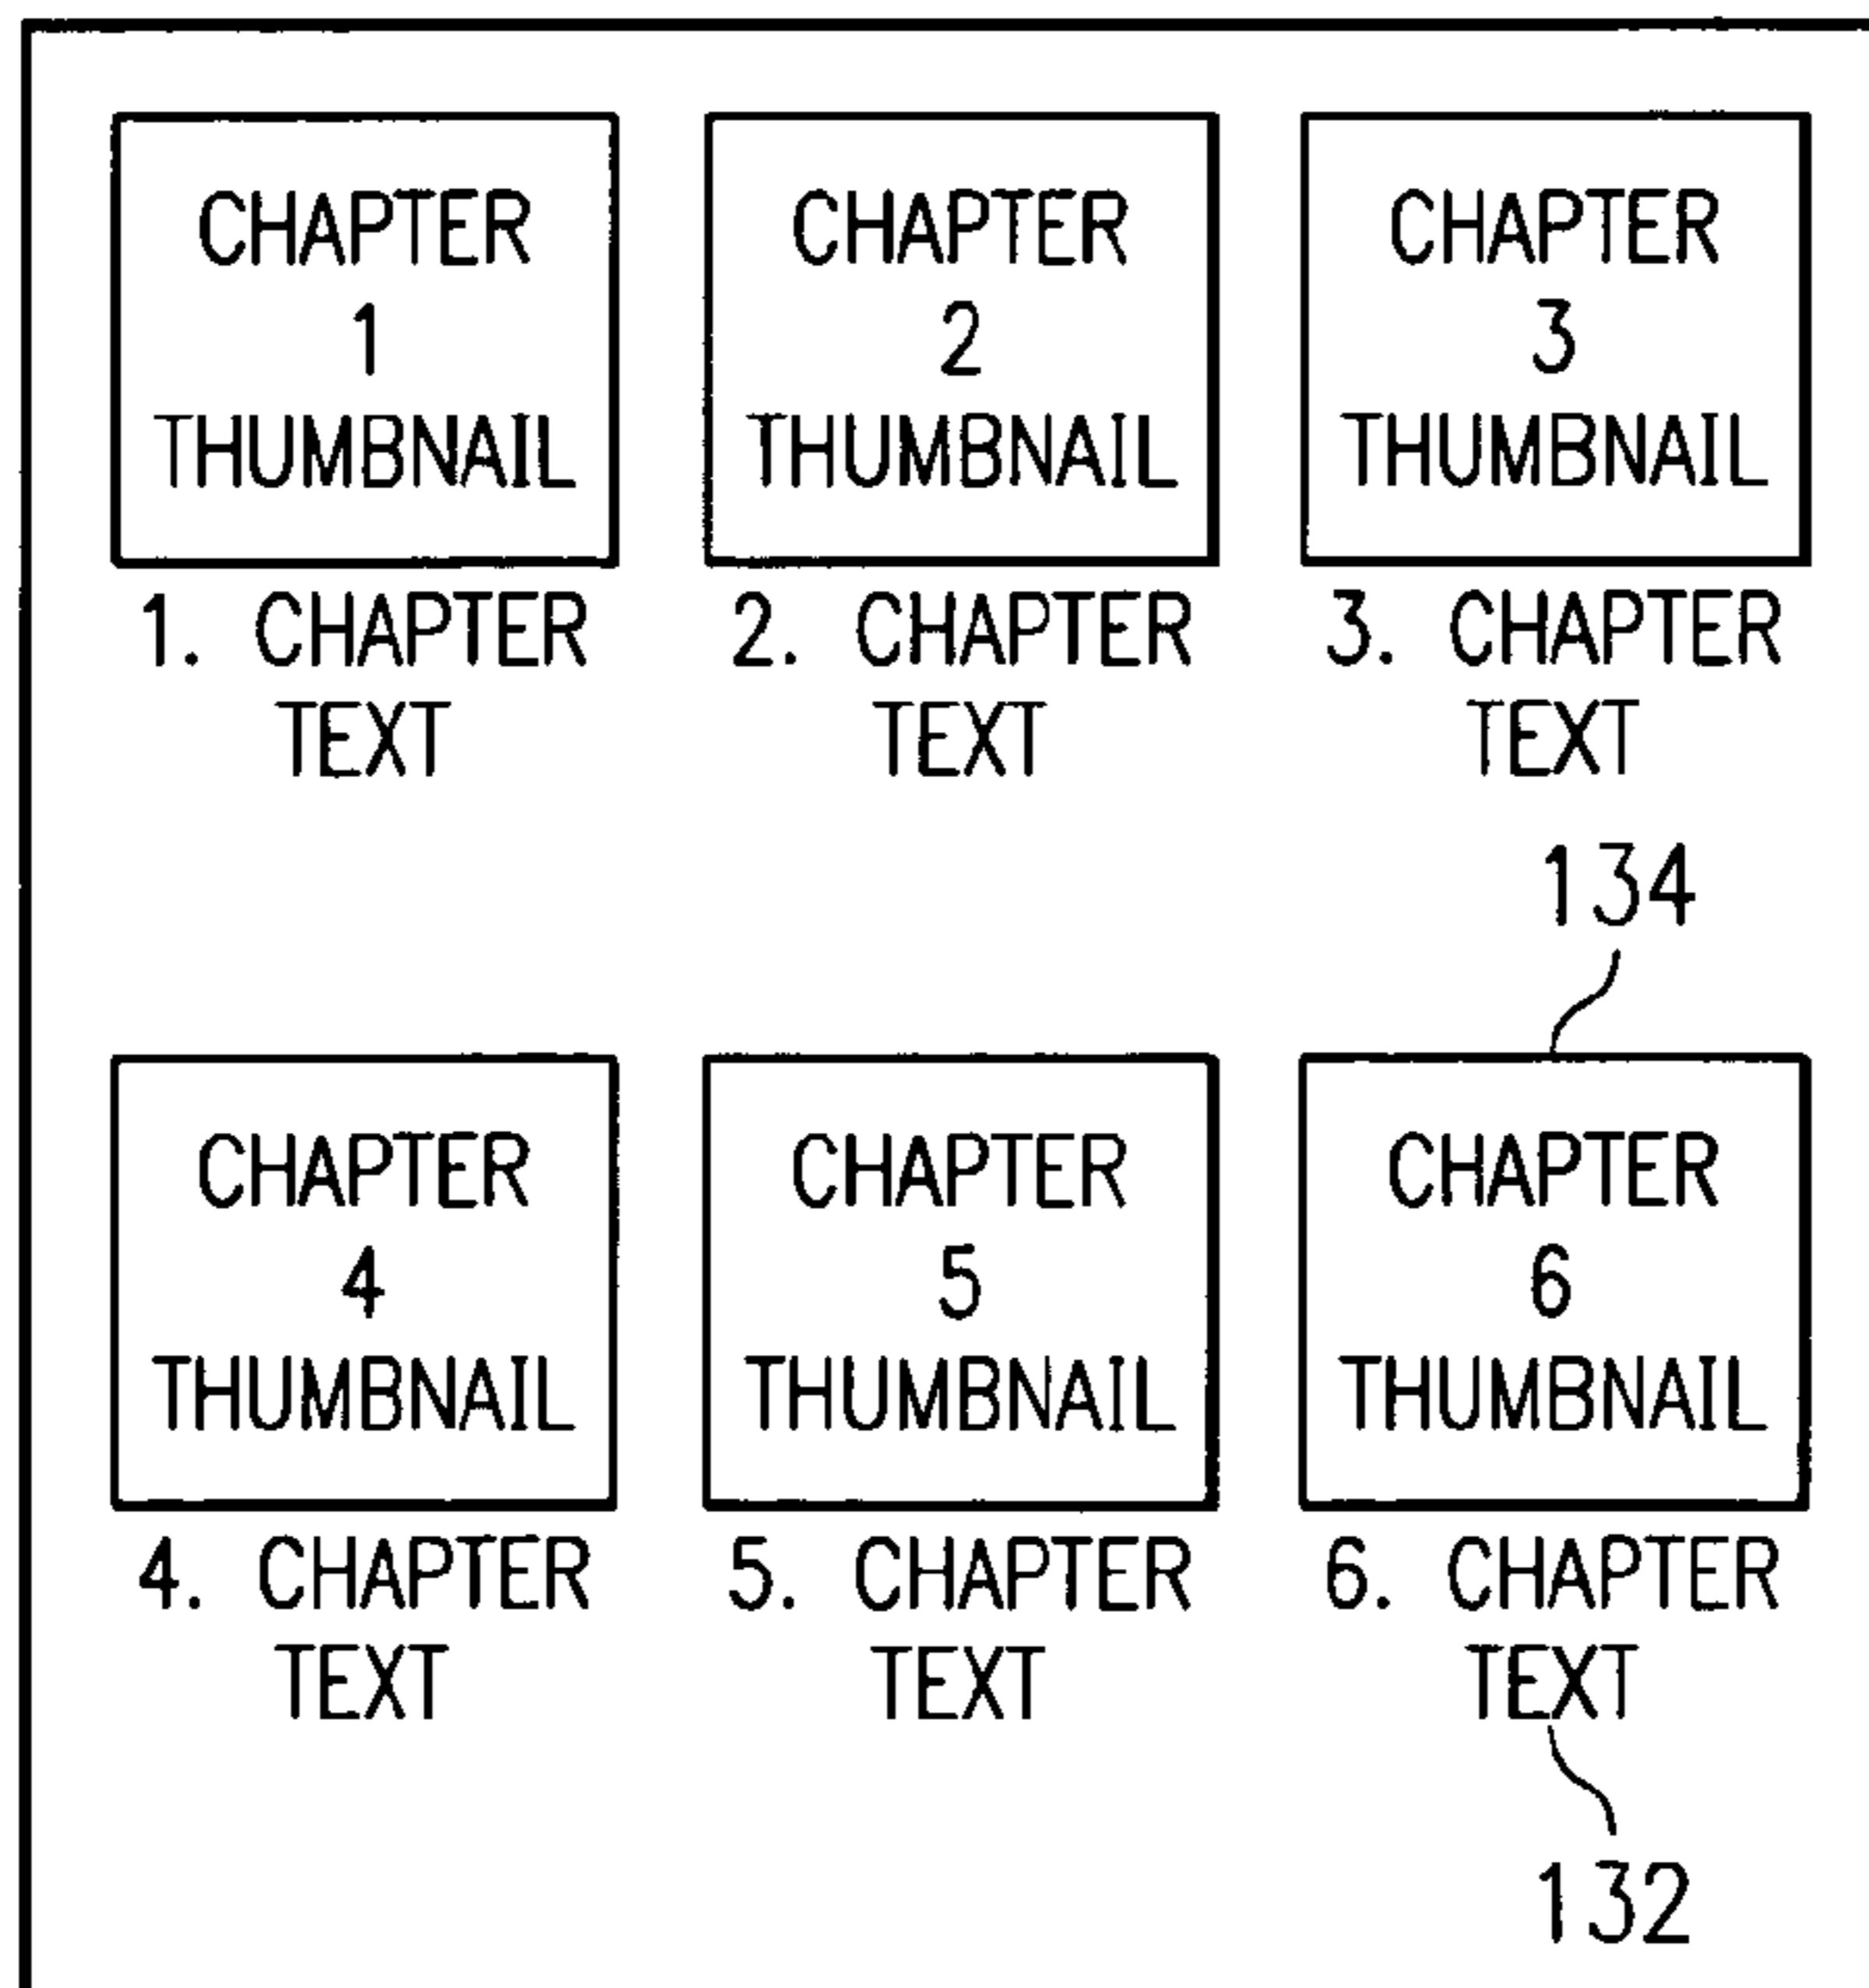 CHAPTER
1
THUMBNAIL
CHAPTER
2
THUMBNAIL
CHAPTER
3
THUMBNAIL
1. CHAPTER
TEXT
2. CHAPTER
TEXT
3. CHAPTER
TEXT
134
CHAPTER
4
THUMBNAIL
CHAPTER
5
THUMBNAIL
CHAPTER
6
THUMBNAIL
4. CHAPTER
TEXT
5. CHAPTER
TEXT
6. CHAPTER
TEXT
132